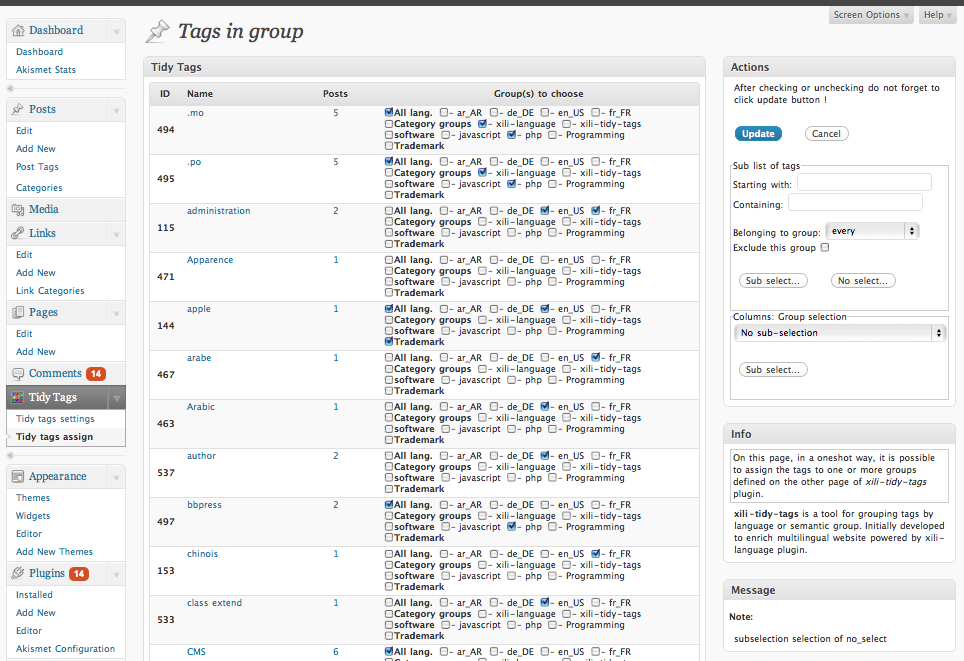 Screen Options
Help
Dashboard
Dashboard
Akismet Stats
Posts
Edit
Add New
Post Tags
Categories
Media
Links
Edit
Add New
Link Categories
Pages
Edit
Add New
Comments 14
Tidy Tags
Tidy tags settings
Tidy tags assign
Appearance
Themes
Widgets
Editor
Add New Themes
Plugins 14
Installed
Add New
Editor
Akismet Configuration
Tags in group
Tidy Tags
ID Name Posts Group(s) to choose
494 .mo 5
All lang. - ar_AR - de_DE - en_US - fr_FR
Category groups - xili-language - xili-tidy-tags
software - javascript - php - Programming
Trademark
495 .po 5
All lang. - ar_AR - de_DE - en_US - fr_FR
Category groups - xili-language - xili-tidy-tags
software - javascript - php - Programming
Trademark
115 administration 2
All lang. - ar_AR - de_DE - en_US - fr_FR
Category groups - xili-language - xili-tidy-tags
software - javascript - php - Programming
Trademark
471 Apparence 1
All lang. - ar_AR - de_DE - en_US - fr_FR
Category groups - xili-language - xili-tidy-tags
software - javascript - php - Programming
Trademark
144 apple 1
All lang. - ar_AR - de_DE - en_US - fr_FR
Category groups - xili-language - xili-tidy-tags
software - javascript - php - Programming
Trademark
467 arabe 1
All lang. - ar_AR - de_DE - en_US - fr_FR
Category groups - xili-language - xili-tidy-tags
software - javascript - php - Programming
Trademark
463 Arabic 1
All lang. - ar_AR - de_DE - en_US - fr_FR
Category groups - xili-language - xili-tidy-tags
software - javascript - php - Programming
Trademark
537 author 2
All lang. - ar_AR - de_DE - en_US - fr_FR
Category groups - xili-language - xili-tidy-tags
software - javascript - php - Programming
Trademark
497 bbpress 2
All lang. - ar_AR - de_DE - en_US - fr_FR
Category groups - xili-language - xili-tidy-tags
software - javascript - php - Programming
Trademark
153 chinois 1
All lang. - ar_AR - de_DE - en_US - fr_FR
Category groups - xili-language - xili-tidy-tags
software - javascript - php - Programming
Trademark
533 class extend 1
All lang. - ar_AR - de_DE - en_US - fr_FR
Category groups - xili-language - xili-tidy-tags
software - javascript - php - Programming
Trademark
CMS 6
All lang. - ar_AR - de_DE - en_US - fr_FR
Actions
After checking or unchecking do not forget to
click update button !
Update
Cancel
Sub list of tags
Starting with:
Containing:
Belonging to group: every
Exclude this group
Sub select...
No select...
Columns: Group selection
No sub-selection
Sub select...
Info
On this page, in a oneshot way, it is possible
to assign the tags to one or more groups
defined on the other page of xili-tidy-tags
plugin.
xili-tidy-tags is a tool for grouping tags by
language or semantic group. Initially developed
to enrich multilingual website powered by xili-
language plugin.
Message
Note:
subselection selection of no_select